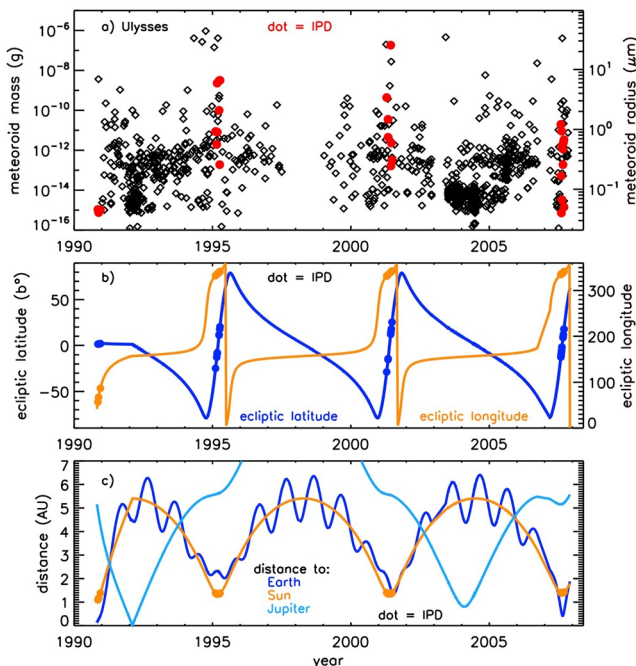 a) Ulysses dot = IPD
meteoroid mass (g)
10⁻⁶
10⁻⁸
10⁻¹⁰
10⁻¹²
10⁻¹⁴
10⁻¹⁶
meteoroid radius (μm)
10¹
10⁰
10⁻¹
1990 1995 2000 2005
b) dot = IPD
ecliptic latitude (b°)
50
0
−50
ecliptic longitude
300
200
100
0
ecliptic latitude ecliptic longitude
1990 1995 2000 2005
c)
distance (AU)
7
6
5
4
3
2
1
0
distance to:
Earth
Sun
Jupiter
dot = IPD
1990 1995 2000 2005
year